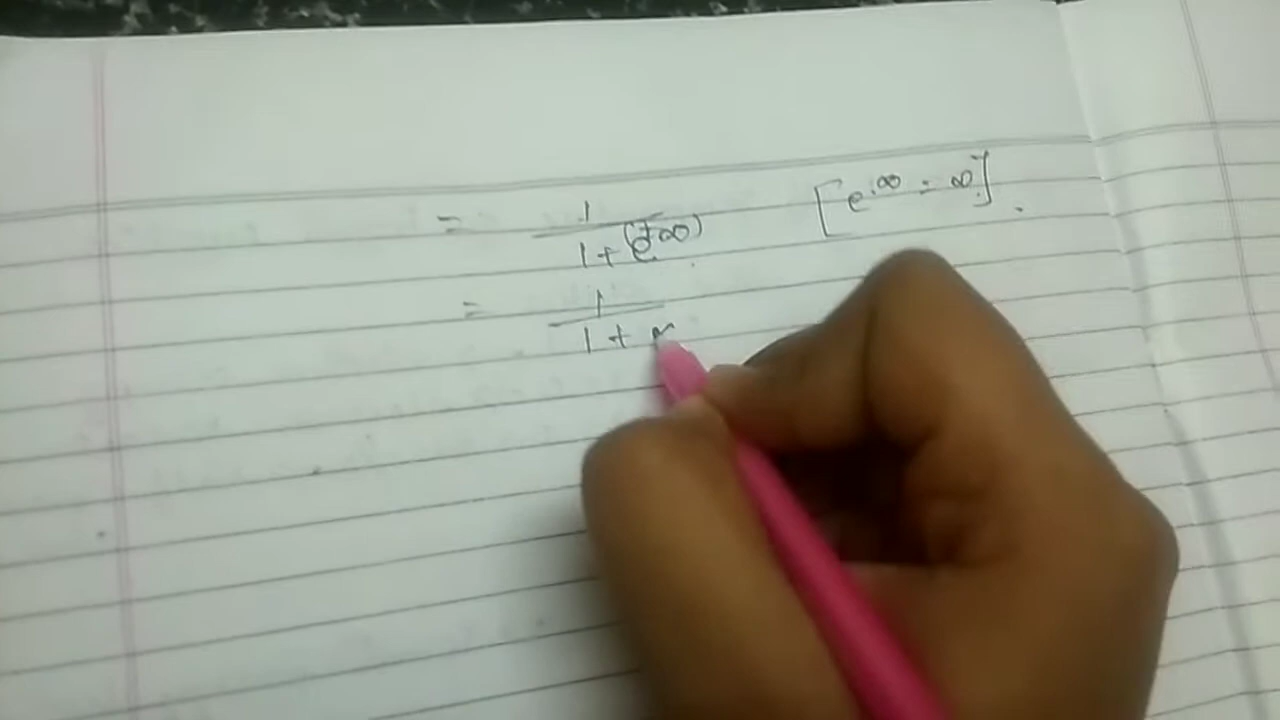 = 1/(1 + (e^+∞)) [e^∞ = ∞].
= 1/(1 +